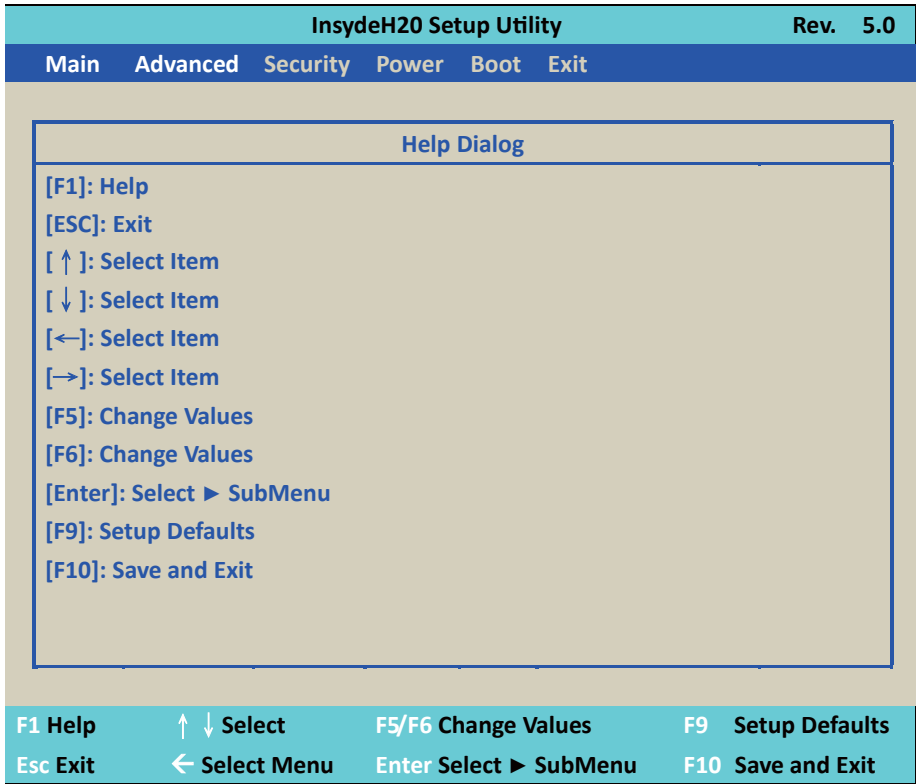 InsydeH20 Setup Utility Rev. 5.0
Main Advanced Security Power Boot Exit
Help Dialog
[F1]: Help
[ESC]: Exit
[ ↑ ]: Select Item
[ ↓ ]: Select Item
[←]: Select Item
[→]: Select Item
[F5]: Change Values
[F6]: Change Values
[Enter]: Select ► SubMenu
[F9]: Setup Defaults
[F10]: Save and Exit
F1 Help ↑ ↓ Select F5/F6 Change Values F9 Setup Defaults
Esc Exit ← Select Menu Enter Select ► SubMenu F10 Save and Exit